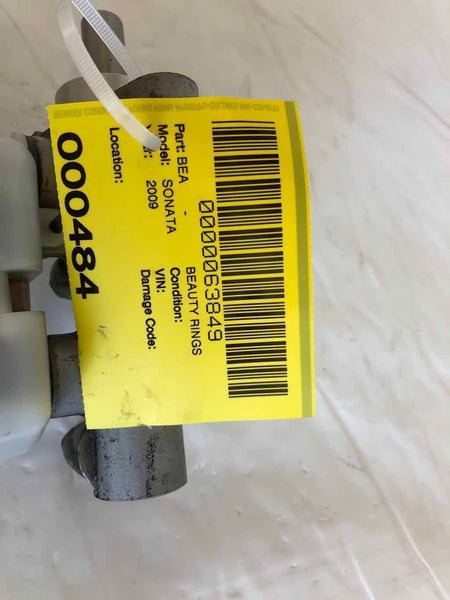 0000063849
Part: BEA - BEAUTY RINGS
Model: SONATA Condition:
2009 VIN:
Damage Code:
Location:
000484